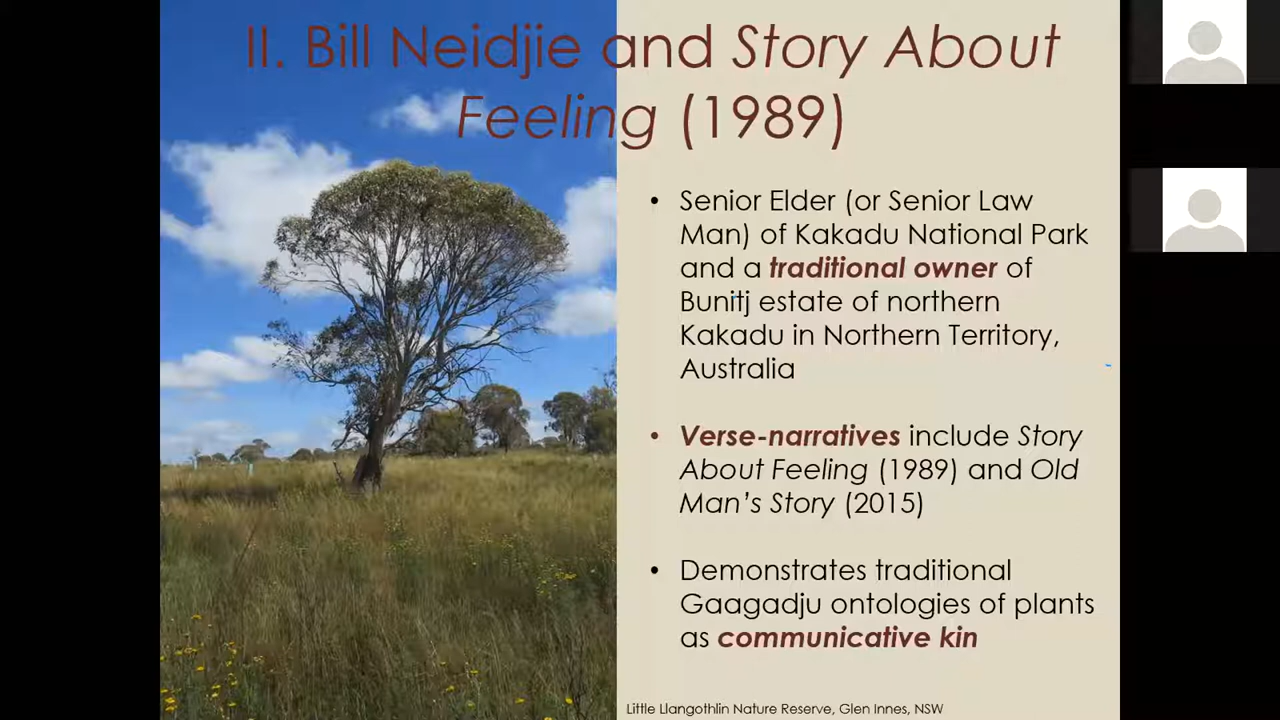 II. Bill Neidjie and Story About
Feeling (1989)
• Senior Elder (or Senior Law
Man) of Kakadu National Park
and a traditional owner of
Bunitj estate of northern
Kakadu in Northern Territory,
Australia
• Verse-narratives include Story
About Feeling (1989) and Old
Man's Story (2015)
• Demonstrates traditional
Gaagadju ontologies of plants
as communicative kin
Little Llangothlin Nature Reserve, Glen Innes, NSW